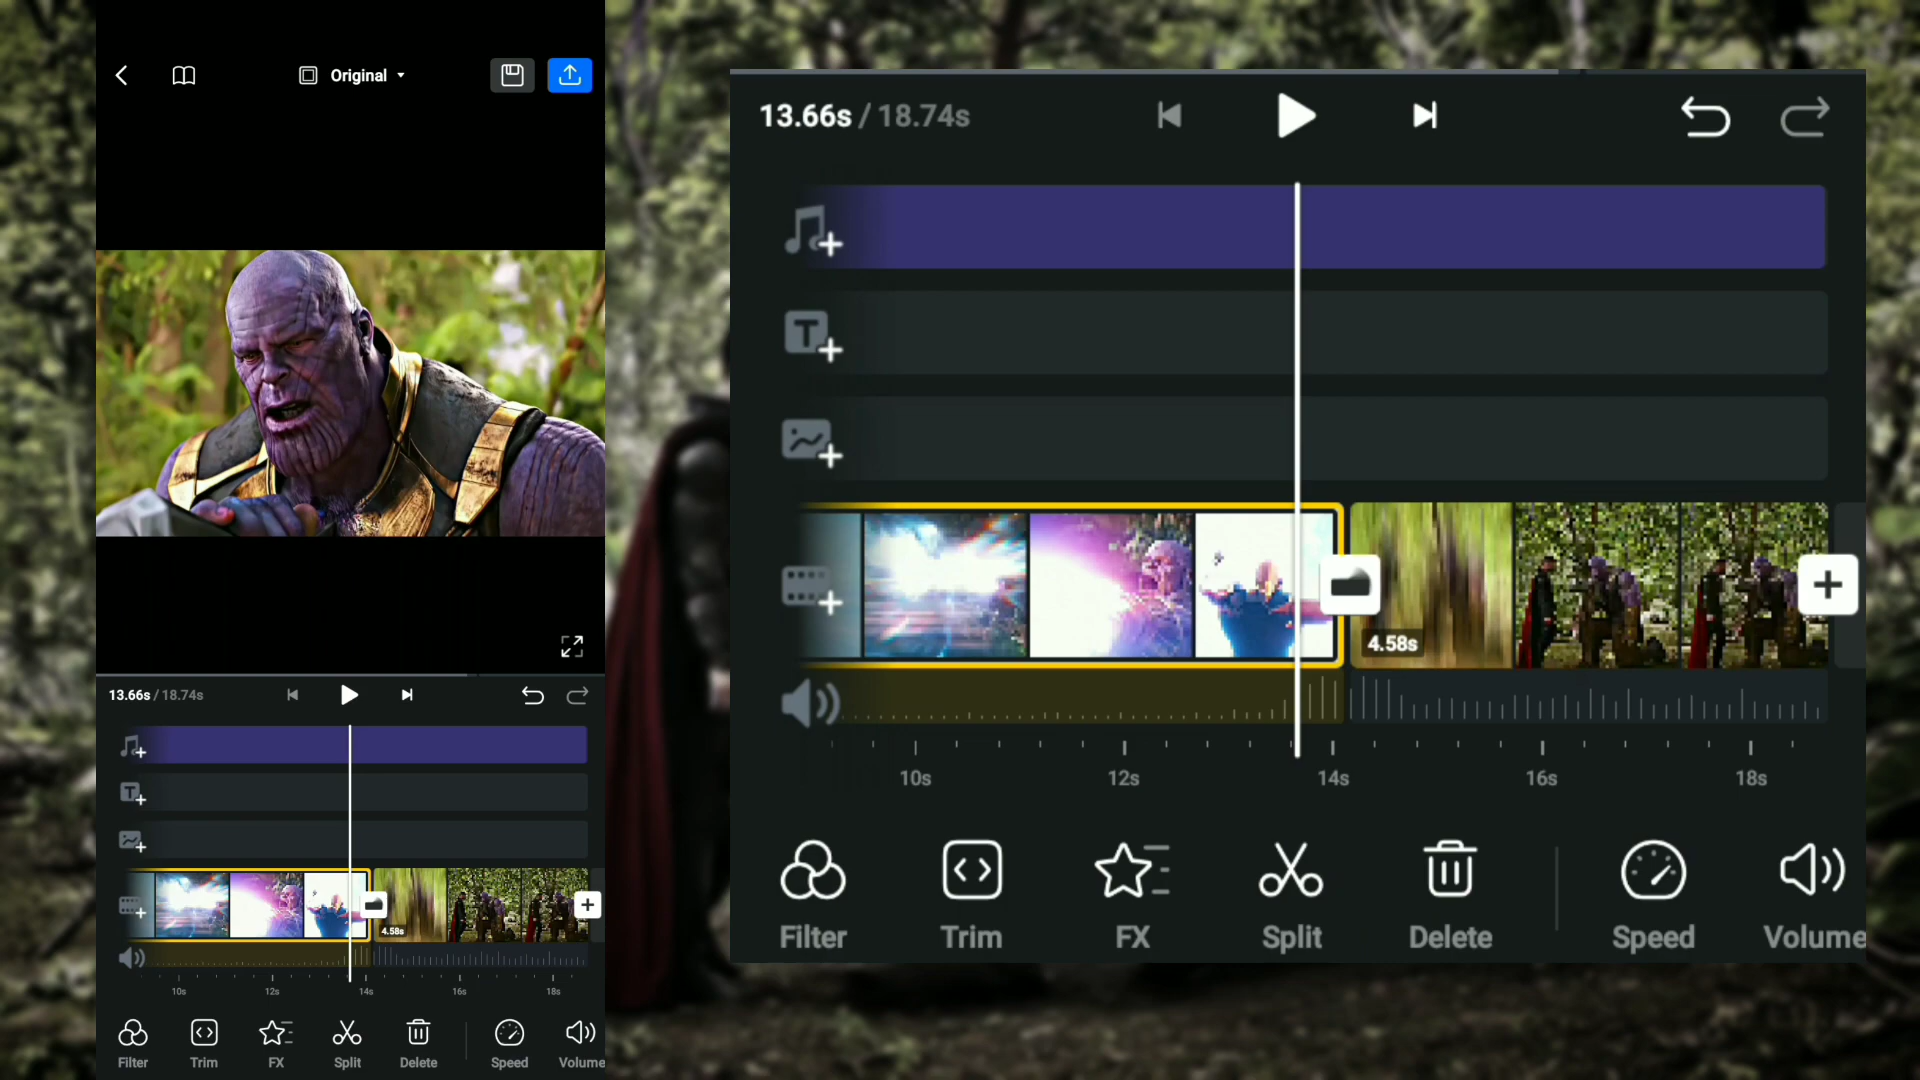 Original
13.66s / 18.74s
4.58s
10s 12s 14s 16s 18s
Filter Trim FX Split Delete Speed Volume
13.66s / 18.74s
4.58s
10s 12s 14s 16s 18s
Filter Trim FX Split Delete Speed Volume